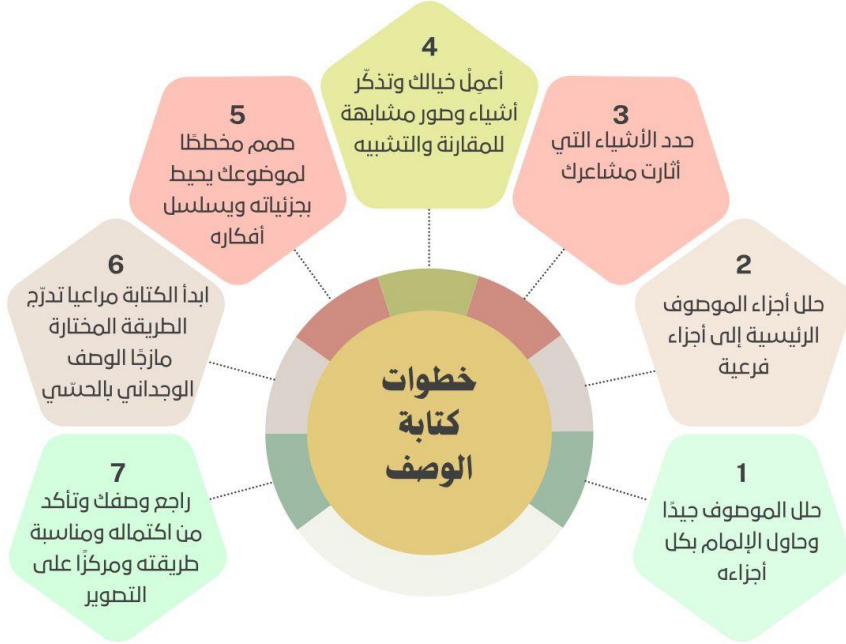 خطوات
كتابة
الوصف
1
حلل الموصوف جيدًا
وحاول الإلمام بكل
أجزاءه
2
حلل أجزاء الموصوف
الرئيسية إلى أجزاء
فرعية
3
حدد الأشياء التي
أثارت مشاعرك
4
أعمِلْ خيالك وتذكّر
أشياء وصور مشابهة
للمقارنة والتشبيه
5
صمم مخططًا
لموضوعك يحيط
بجزئياته ويسلسل
أفكاره
6
ابدأ الكتابة مراعيا تدرّج
الطريقة المختارة
مازجًا الوصف
الوجداني بالحسّي
7
راجع وصفك وتأكد
من اكتماله ومناسبة
طريقته ومركزًا على
التصوير